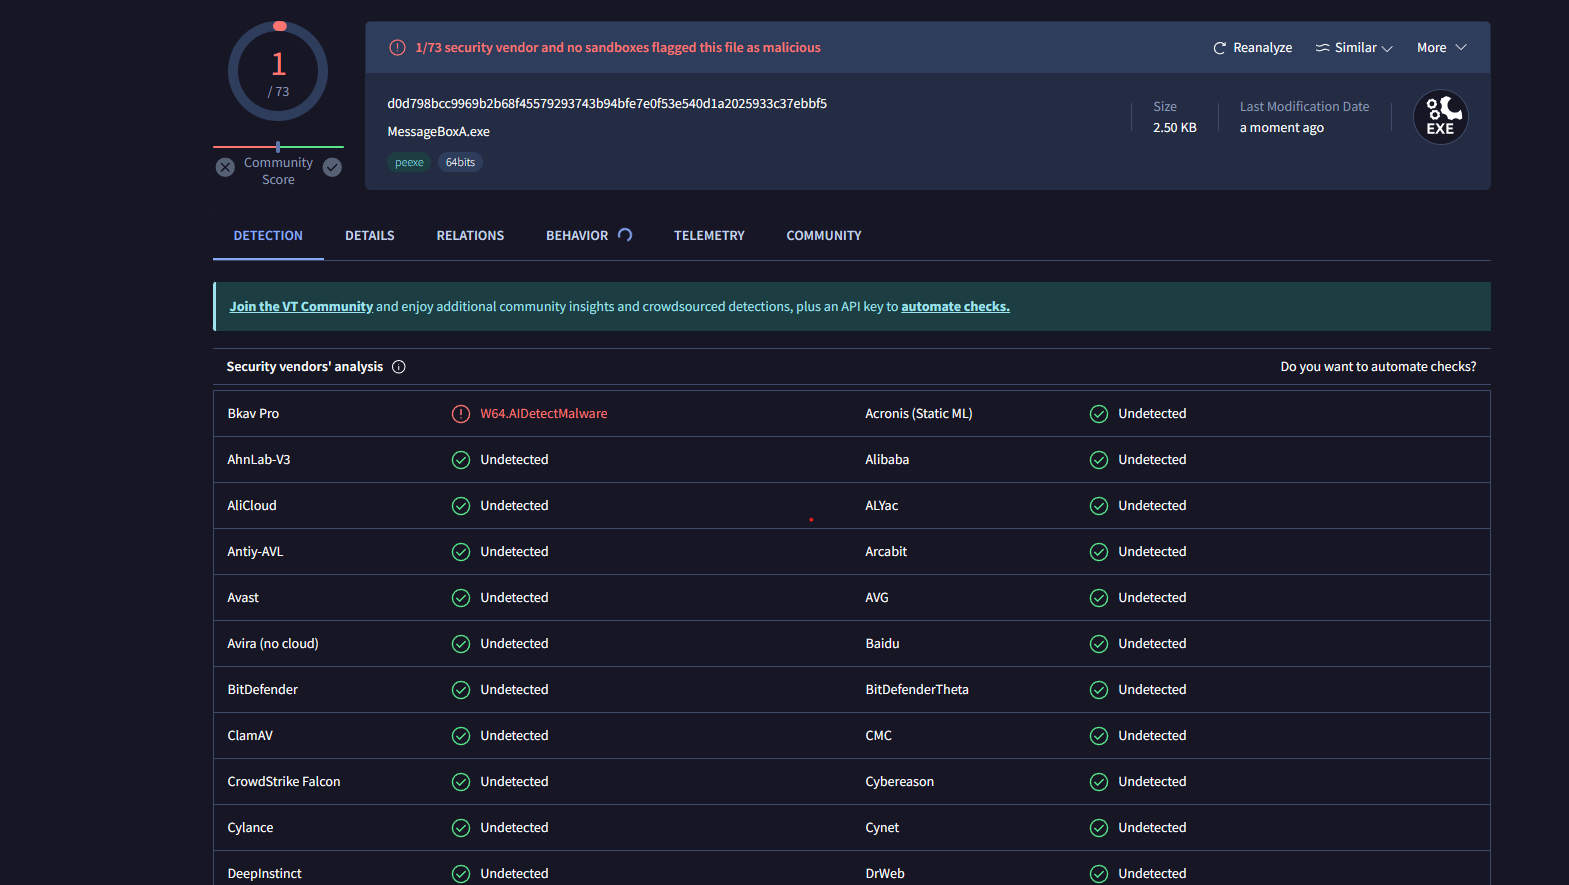 1
/ 73
Community
Score
1/73 security vendor and no sandboxes flagged this file as malicious
Reanalyze
Similar
More
d0d798bcc9969b2b68f45579293743b94bfe7e0f53e540d1a2025933c37ebbf5
MessageBoxA.exe
peexe
64bits
Size
2.50 KB
Last Modification Date
a moment ago
EXE
DETECTION
DETAILS
RELATIONS
BEHAVIOR
TELEMETRY
COMMUNITY
Join the VT Community and enjoy additional community insights and crowdsourced detections, plus an API key to automate checks.
Security vendors' analysis
Do you want to automate checks?
Bkav Pro W64.AIDetectMalware Acronis (Static ML) Undetected
AhnLab-V3 Undetected Alibaba Undetected
AliCloud Undetected ALYac Undetected
Antiy-AVL Undetected Arcabit Undetected
Avast Undetected AVG Undetected
Avira (no cloud) Undetected Baidu Undetected
BitDefender Undetected BitDefenderTheta Undetected
ClamAV Undetected CMC Undetected
CrowdStrike Falcon Undetected Cybereason Undetected
Cylance Undetected Cynet Undetected
DeepInstinct Undetected DrWeb Undetected